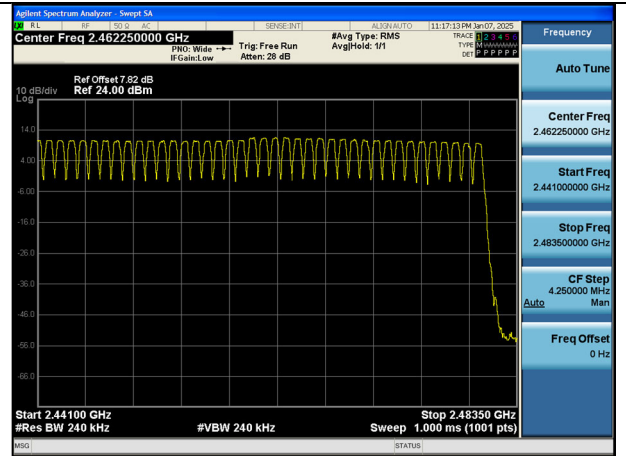 Agilent Spectrum Analyzer - Swept SA
RL RF 50 Ω AC SENSE:INT ALIGN AUTO 11:17:13 PM Jan 07, 2025
Center Freq 2.462250000 GHz
PNO: Wide
IFGain:Low
Trig: Free Run
Atten: 28 dB
#Avg Type: RMS
Avg|Hold: 1/1
TRACE 1 2 3 4 5 6
TYPE M
DET P P P P P P
Ref Offset 7.82 dB
Ref 24.00 dBm
10 dB/div
Log
14.0
4.00
-6.00
-16.0
-26.0
-36.0
-46.0
-56.0
-66.0
Start 2.44100 GHz
Stop 2.48350 GHz
#Res BW 240 kHz
#VBW 240 kHz
Sweep 1.000 ms (1001 pts)
MSG
STATUS
Frequency
Auto Tune
Center Freq
2.462250000 GHz
Start Freq
2.441000000 GHz
Stop Freq
2.483500000 GHz
CF Step
4.250000 MHz
Auto Man
Freq Offset
0 Hz